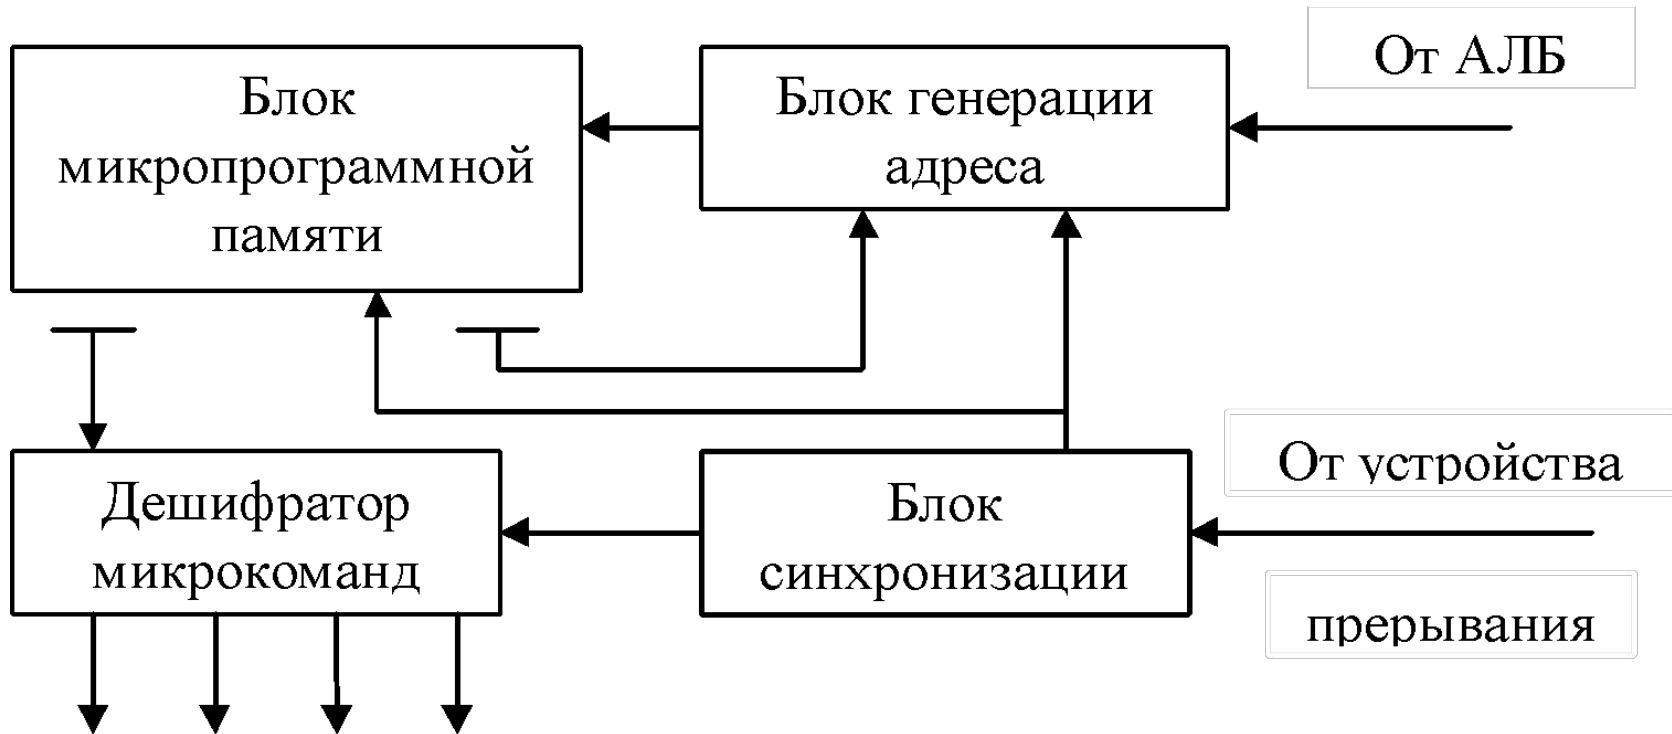 Блок
микропрограммной
памяти
Блок генерации
адреса
От АЛБ
Дешифратор
микрокоманд
Блок
синхронизации
От устройства
прерывания